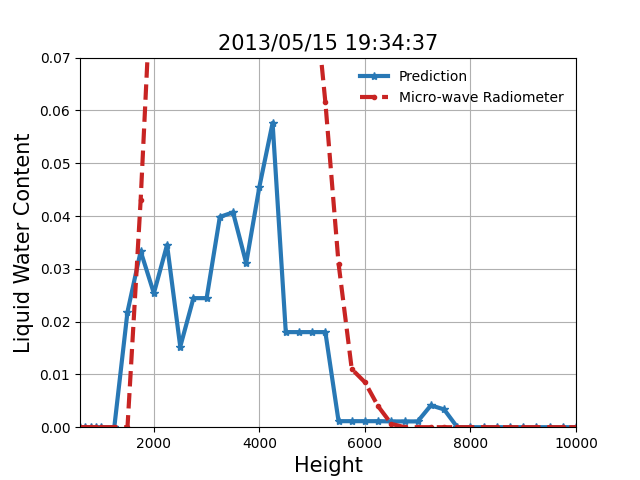 2013/05/15 19:34:37
Prediction
Micro-wave Radiometer
0.07
0.06
0.05
0.04
0.03
0.02
0.01
0.00
Liquid Water Content
2000 4000 6000 8000 10000
Height